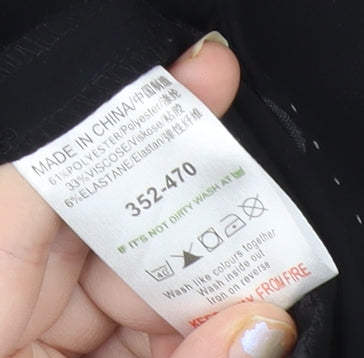 MADE IN CHINA/中国制造
61%POLYESTER/Polyester/涤纶
33%VISCOSE/Viskose/粘胶
6%ELASTANE/Elastan/弹性纤维
352-470
IF IT'S NOT DIRTY WASH AT
40
Wash like colours together
Wash inside out
Iron on reverse
KEEP AWAY FROM FIRE